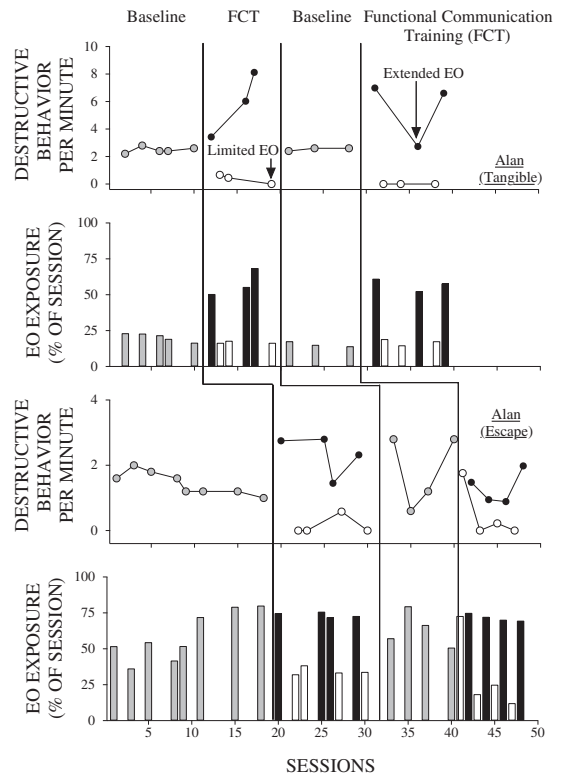 Baseline FCT Baseline Functional Communication
Training (FCT)
DESTRUCTIVE
BEHAVIOR
PER MINUTE
10
8
6
4
2
0
Extended EO
Limited EO
Alan
(Tangible)
EO EXPOSURE
(% OF SESSION)
100
75
50
25
0
DESTRUCTIVE
BEHAVIOR
PER MINUTE
4
2
0
Alan
(Escape)
EO EXPOSURE
(% OF SESSION)
100
75
50
25
0
5 10 15 20 25 30 35 40 45 50
SESSIONS